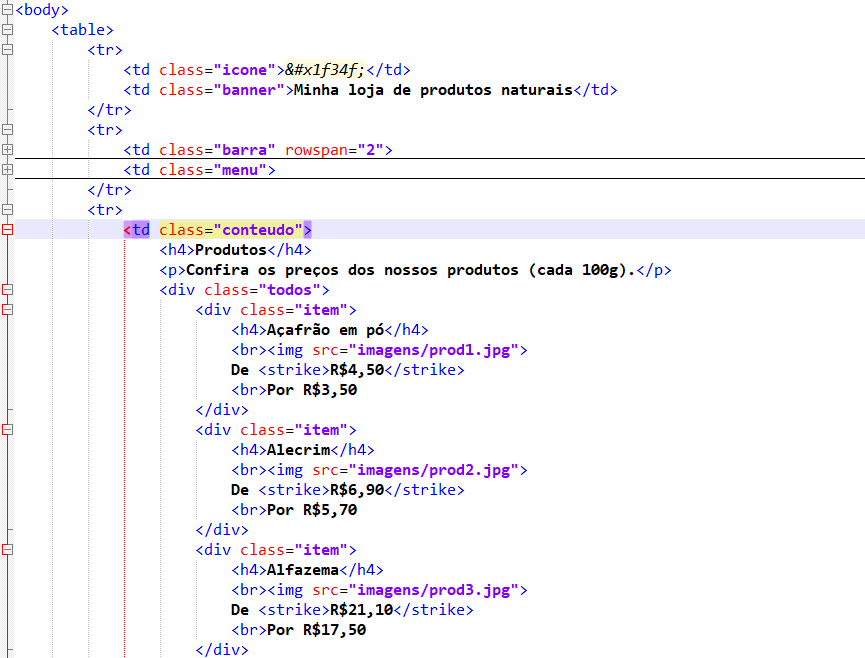 <body>
<table>
<tr>
<td class="icone">&#x1f34f;</td>
<td class="banner">Minha loja de produtos naturais</td>
</tr>
<tr>
<td class="barra" rowspan="2">
<td class="menu">
</tr>
<tr>
<td class="conteudo">
<h4>Produtos</h4>
<p>Confira os preços dos nossos produtos (cada 100g).</p>
<div class="todos">
<div class="item">
<h4>Açafrão em pó</h4>
<br><img src="imagens/prod1.jpg">
De <strike>R$4,50</strike>
<br>Por R$3,50
</div>
<div class="item">
<h4>Alecrim</h4>
<br><img src="imagens/prod2.jpg">
De <strike>R$6,90</strike>
<br>Por R$5,70
</div>
<div class="item">
<h4>Alfazema</h4>
<br><img src="imagens/prod3.jpg">
De <strike>R$21,10</strike>
<br>Por R$17,50
</div>